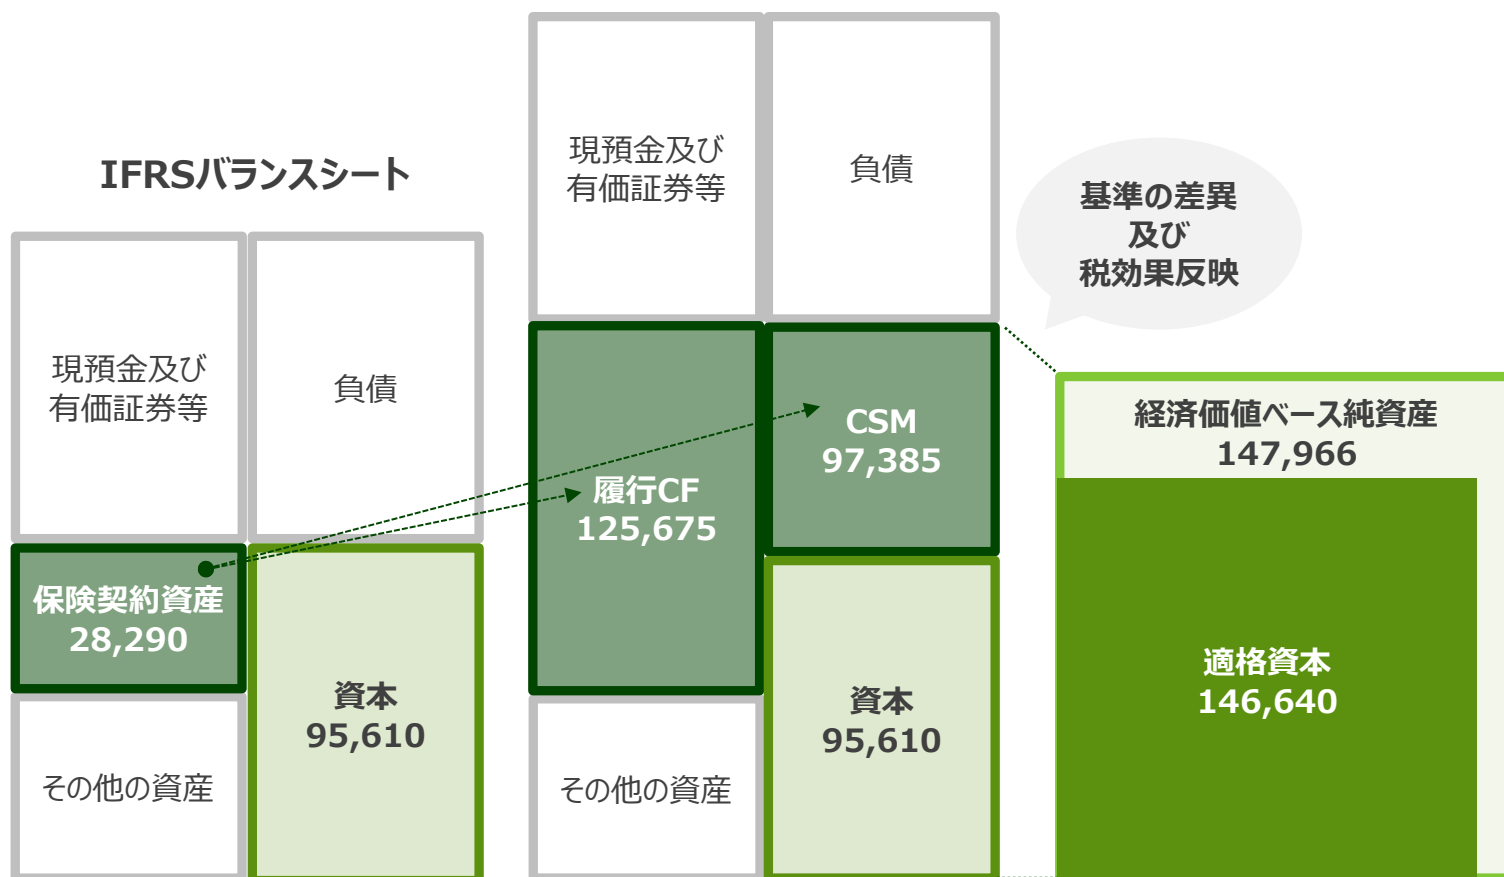 IFRSバランスシート
現預金及び
有価証券等
負債
保険契約資産
28,290
資本
95,610
その他の資産
現預金及び
有価証券等
負債
履行CF
125,675
CSM
97,385
資本
95,610
その他の資産
基準の差異
及び
税効果反映
経済価値ベース純資産
147,966
適格資本
146,640